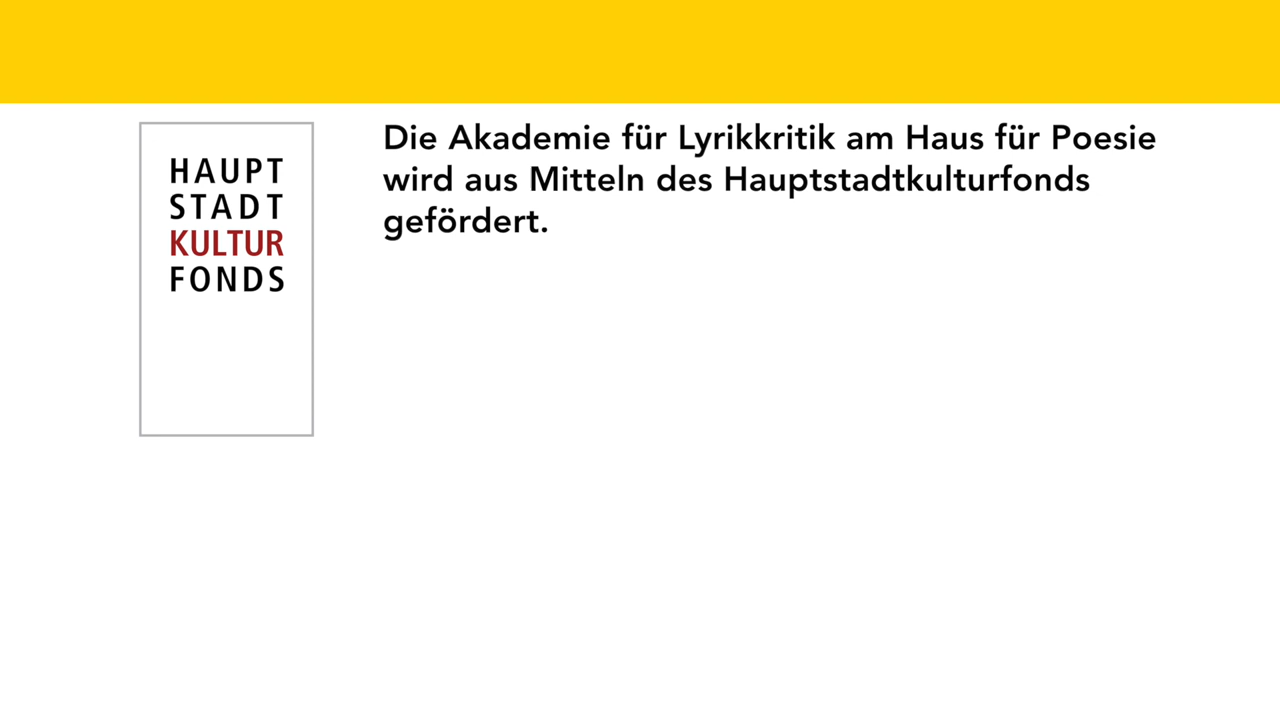 HAUPT
STADT
KULTUR
FONDS
Die Akademie für Lyrikkritik am Haus für Poesie
wird aus Mitteln des Hauptstadtkulturfonds
gefördert.